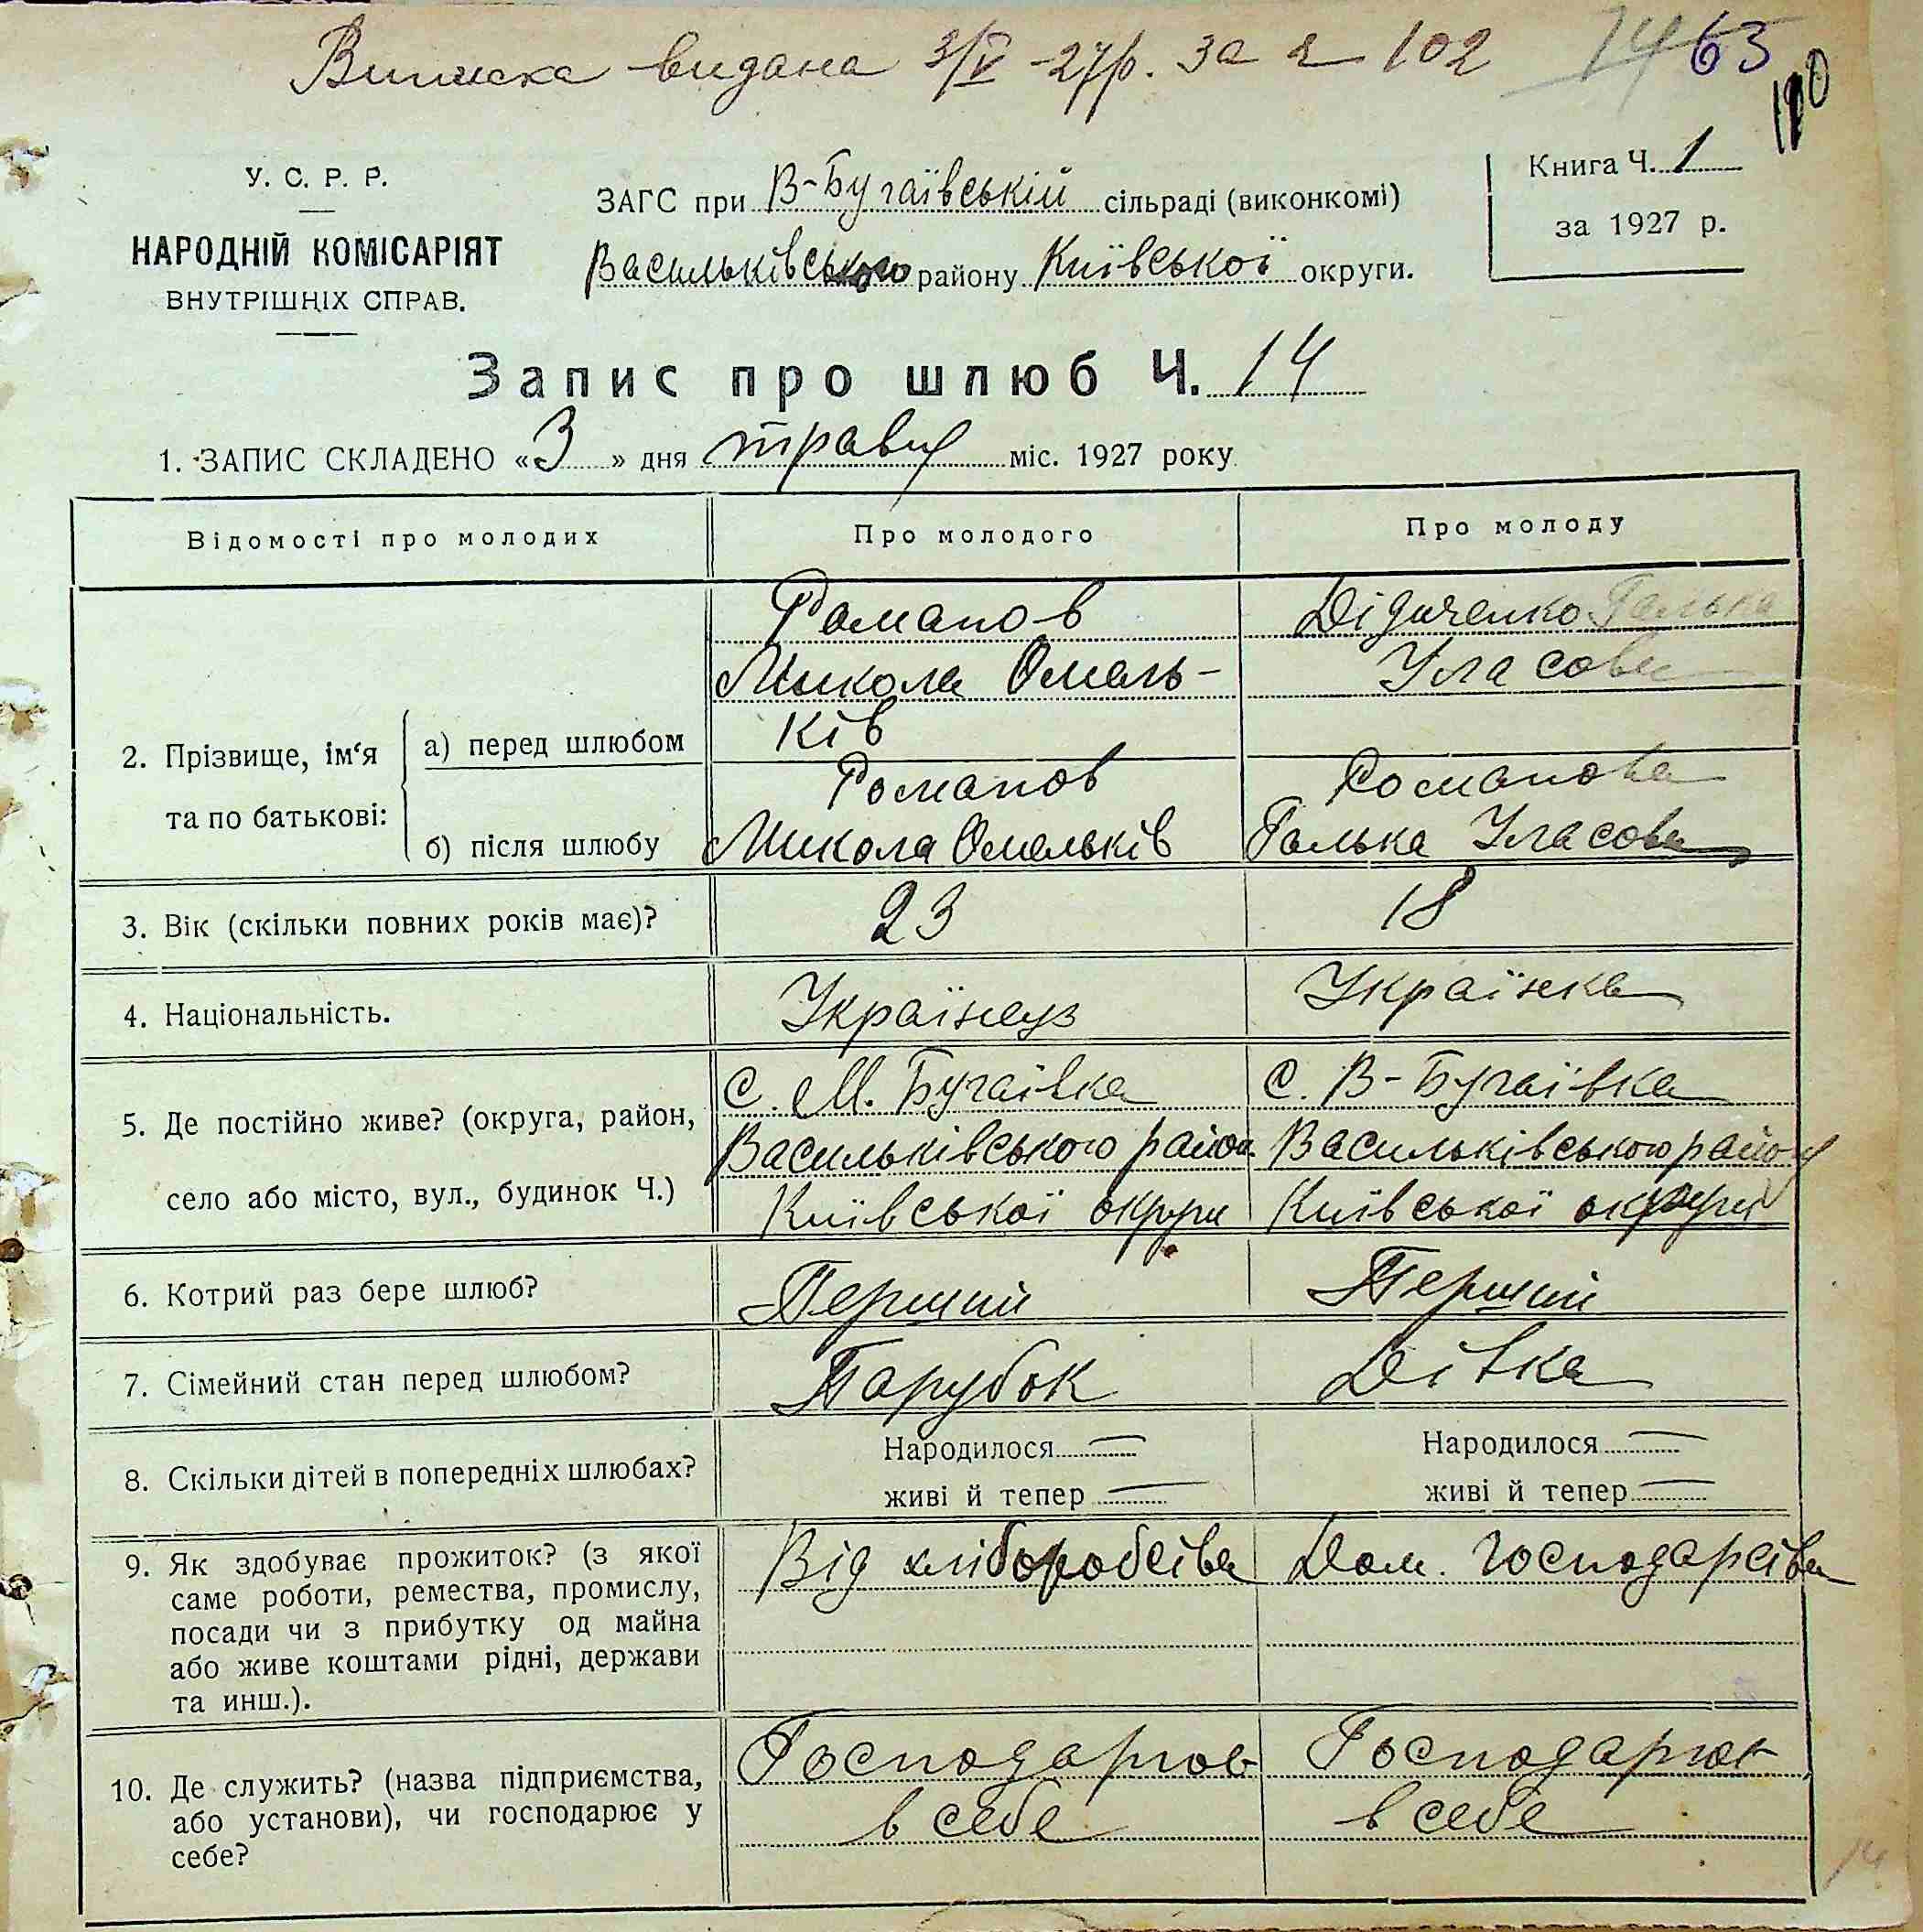 Виписка видана 3/V-27р. за № 102
14 63
110
У. С. Р. Р.
НАРОДНІЙ КОМІСАРІЯТ
ВНУТРІШНІХ СПРАВ.
ЗАГС при В-Бугаївській сільраді (виконкомі)
Васильківського району Київської округи.
Книга Ч. 1
за 1927 р.
Запис про шлюб Ч. 14
1. ЗАПИС СКЛАДЕНО «3» дня травня міс. 1927 року
Відомості про молодих Про молодого Про молоду
2. Прізвище, ім‘я та по батькові:
а) перед шлюбом
Романов
Микола Омель-
ків
Дідиченко Галька
Уласова
б) після шлюбу
Романов
Микола Омельків
Романова
Галька Уласова
3. Вік (скільки повних років має)? 23 18
4. Національність. Українець Українка
5. Де постійно живе? (округа, район,
село або місто, вул., будинок Ч.)
с. М. Бугаївка
Васильківського район.
Київської округи
с. В-Бугаївка
Васильківського району
Київської округи
6. Котрий раз бере шлюб? Перший Перший
7. Сімейний стан перед шлюбом? Парубок Дівка
8. Скільки дітей в попередніх шлюбах?
Народилося —
живі й тепер —
Народилося —
живі й тепер —
9. Як здобуває прожиток? (з якої
саме роботи, ремества, промислу,
посади чи з прибутку од майна
або живе коштами рідні, держави
та инш.).
Від хліборобства
Дом. господарства
10. Де служить? (назва підприємства,
або установи), чи господарює у
себе?
Господарює
в себе
Господарює
в себе
14